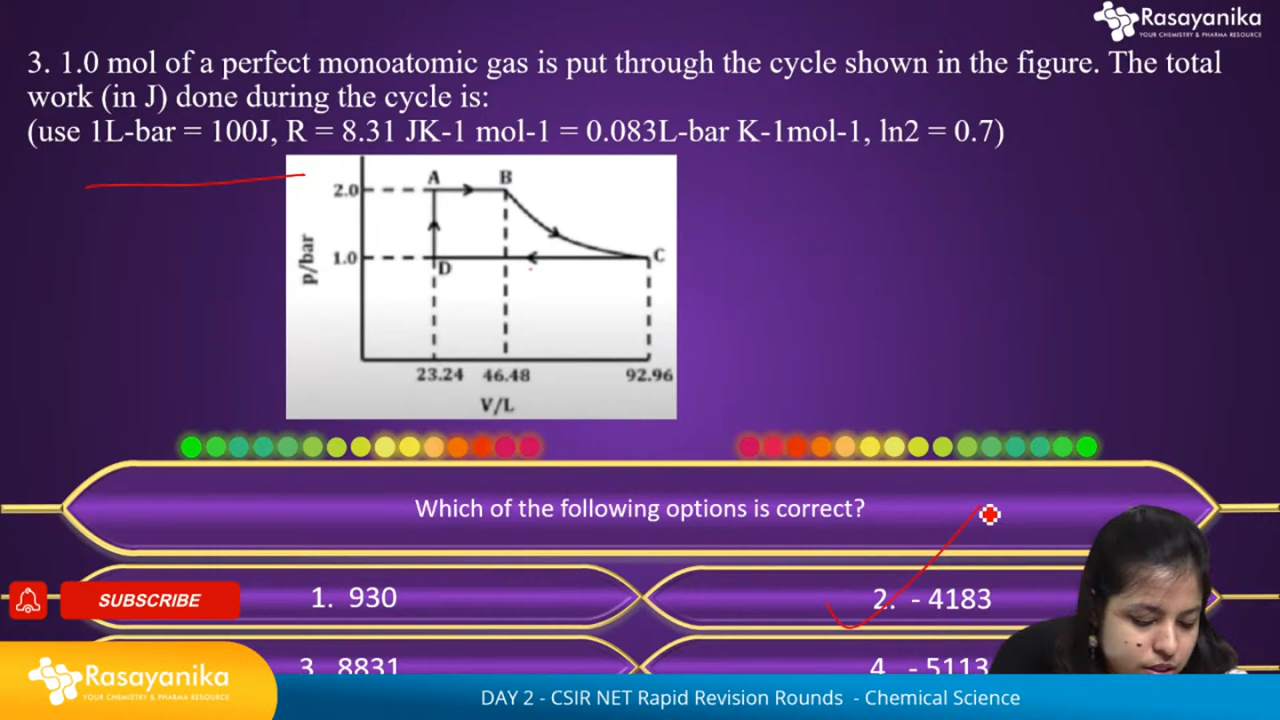 Rasayanika
YOUR CHEMISTRY & PHARMA RESOURCE
3. 1.0 mol of a perfect monoatomic gas is put through the cycle shown in the figure. The total
work (in J) done during the cycle is:
(use 1L-bar = 100J, R = 8.31 JK-1 mol-1 = 0.083L-bar K-1mol-1, ln2 = 0.7)
A B
2.0
p/bar
1.0
C
D
23.24 46.48 92.96
V/L
Which of the following options is correct?
SUBSCRIBE
1. 930
2. - 4183
3. 8831
4. - 5113
Rasayanika
YOUR CHEMISTRY & PHARMA RESOURCE
DAY 2 - CSIR NET Rapid Revision Rounds - Chemical Science